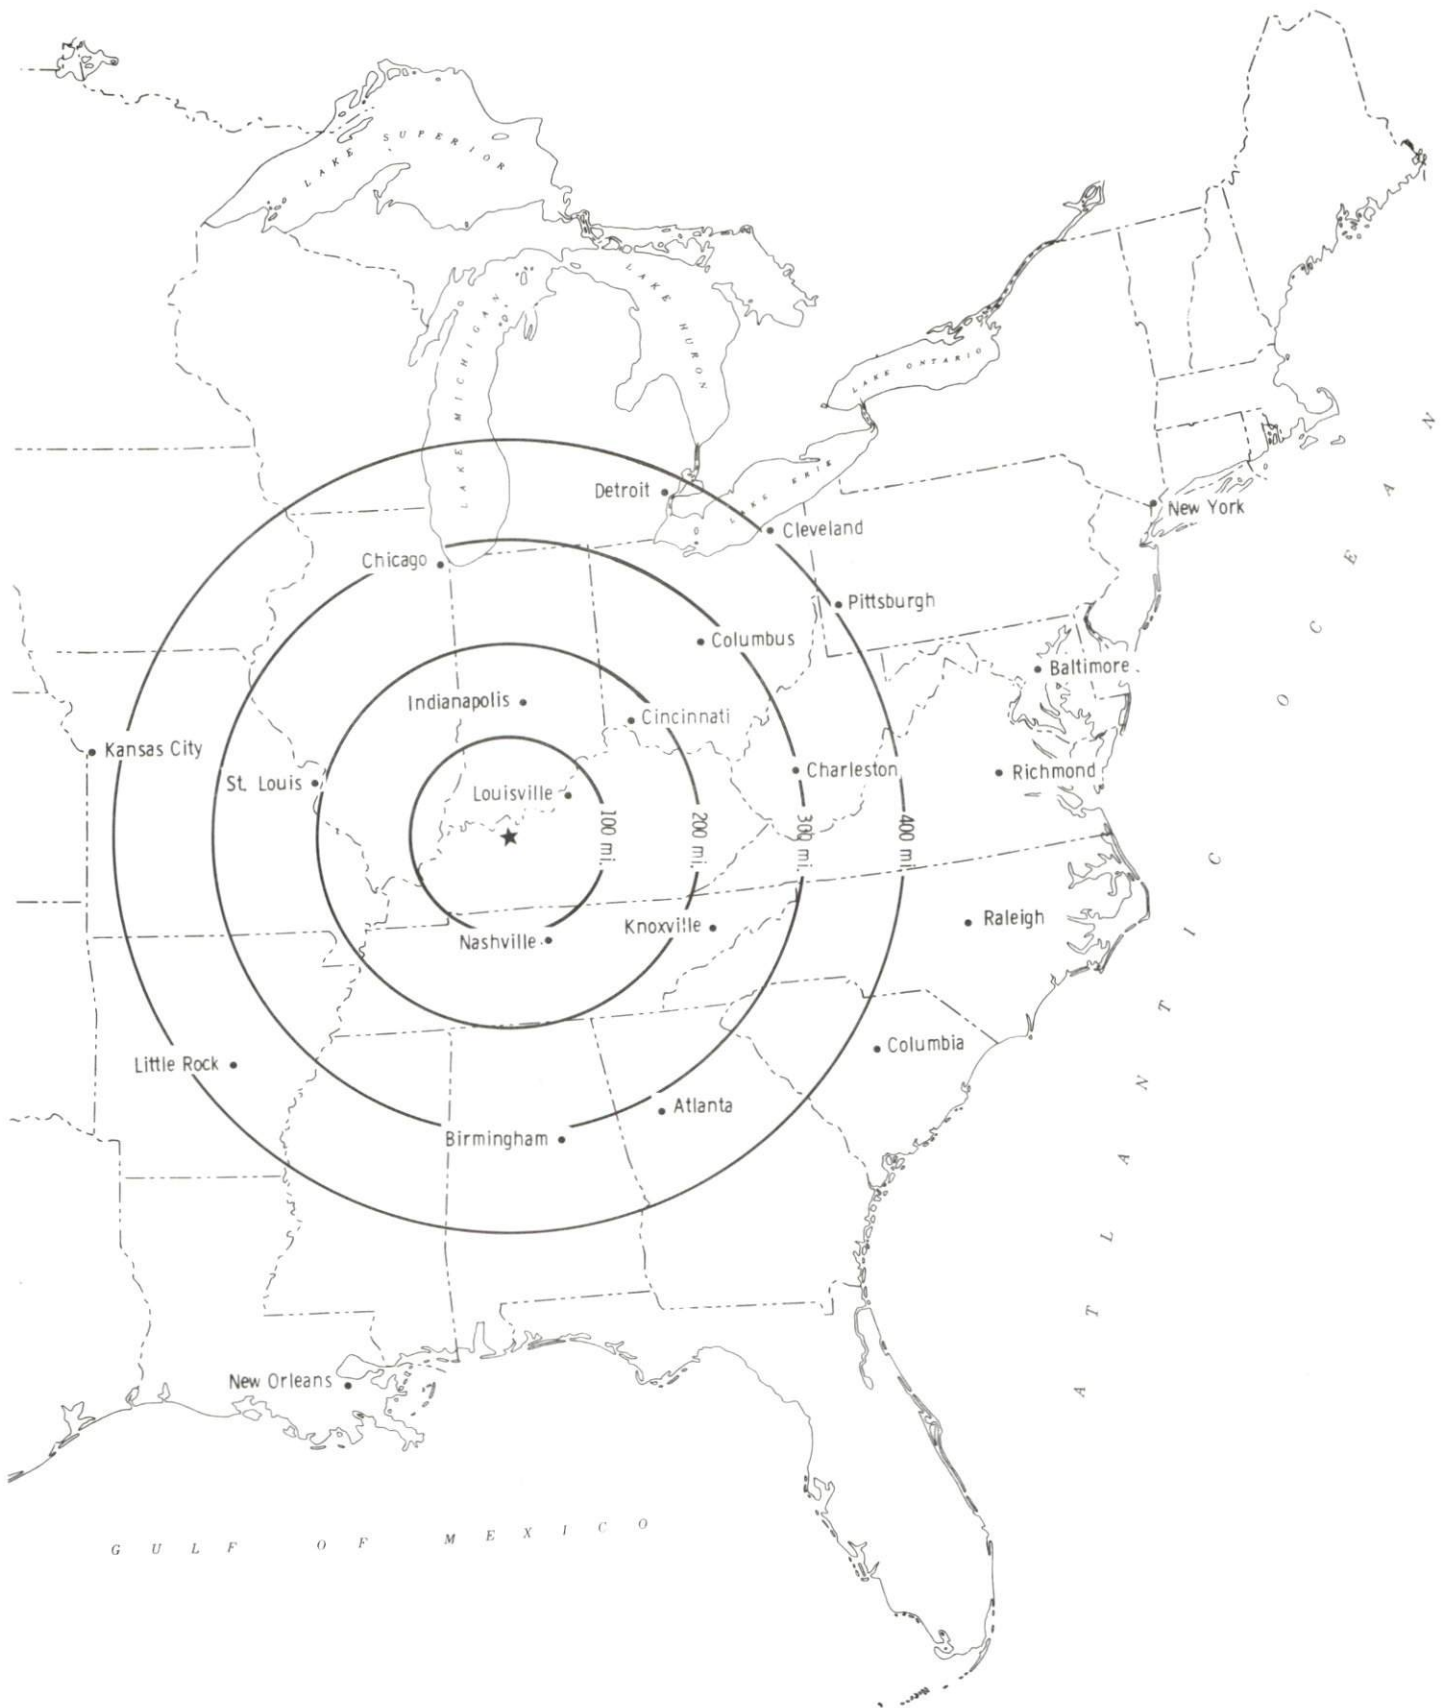 LAKE SUPERIOR
LAKE MICHIGAN
LAKE HURON
LAKE ONTARIO
LAKE ERIE
Detroit
Cleveland
New York
Chicago
Pittsburgh
Columbus
Baltimore
Indianapolis
Cincinnati
Kansas City
St. Louis
Charleston
Richmond
Louisville
100 mi.
200 mi.
300 mi.
400 mi.
Raleigh
Knoxville
Nashville
Columbia
Little Rock
Atlanta
Birmingham
New Orleans
ATLANTIC OCEAN
GULF OF MEXICO